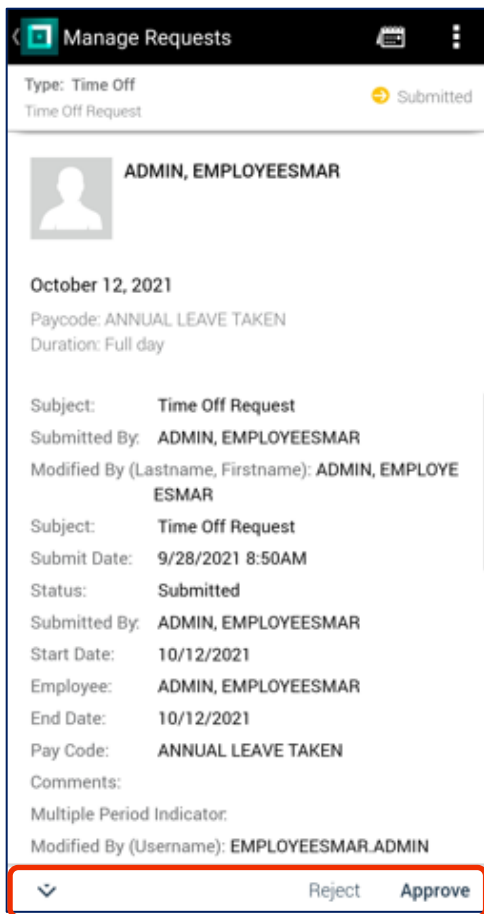 Manage Requests
Type: Time Off
Time Off Request
Submitted
ADMIN, EMPLOYEESMAR
October 12, 2021
Paycode: ANNUAL LEAVE TAKEN
Duration: Full day
Subject: Time Off Request
Submitted By: ADMIN, EMPLOYEESMAR
Modified By (Lastname, Firstname): ADMIN, EMPLOYE
ESMAR
Subject: Time Off Request
Submit Date: 9/28/2021 8:50AM
Status: Submitted
Submitted By: ADMIN, EMPLOYEESMAR
Start Date: 10/12/2021
Employee: ADMIN, EMPLOYEESMAR
End Date: 10/12/2021
Pay Code: ANNUAL LEAVE TAKEN
Comments:
Multiple Period Indicator:
Modified By (Username): EMPLOYEESMAR.ADMIN
Reject Approve